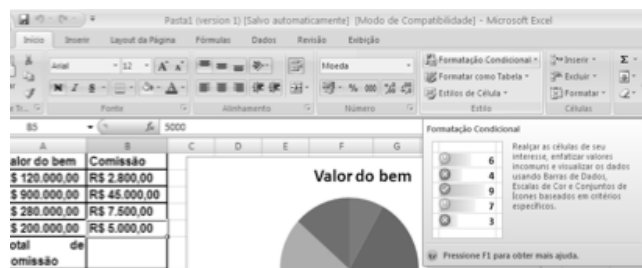 Pasta1 (version 1) [Salvo automaticamente] [Modo de Compatibilidade] - Microsoft Excel
Início Inserir Layout da Página Fórmulas Dados Revisão Exibição
Arial 12 A A Moeda Formatação Condicional Inserir Σ
Formatar como Tabela Excluir
N I S A % 000 Estilos de Célula Formatar
Fonte Alinhamento Número Estilo Células
B5 fx 5000
A B C D E F G
alor do bem Comissão
$ 120.000,00 R$ 2.800,00
$ 900.000,00 R$ 45.000,00
$ 280.000,00 R$ 7.500,00
$ 200.000,00 R$ 5.000,00
otal de
omissão
Valor do bem
Formatação Condicional
6
4
9
7
3
Realçar as células de seu
interesse, enfatizar valores
incomuns e visualizar os dados
usando Barras de Dados,
Escalas de Cor e Conjuntos de
Ícones baseados em critérios
específicos.
Pressione F1 para obter mais ajuda.